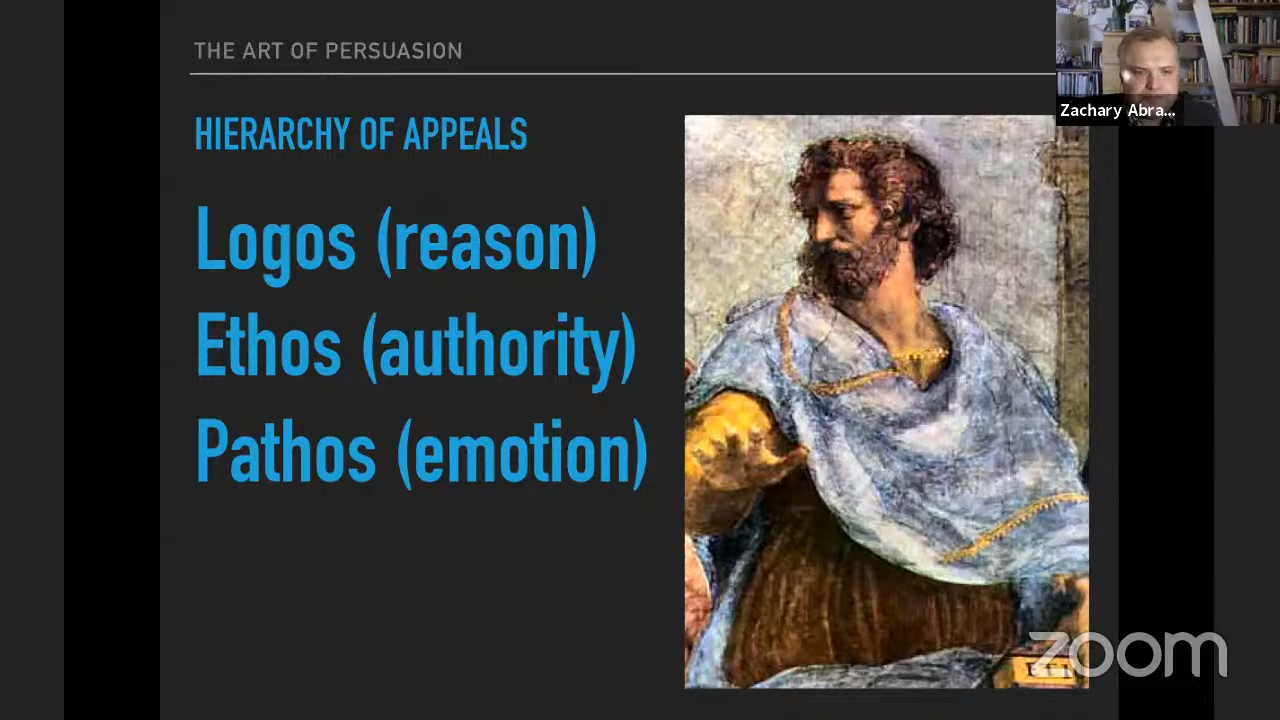 THE ART OF PERSUASION
Zachary Abra...
HIERARCHY OF APPEALS
Logos (reason)
Ethos (authority)
Pathos (emotion)
zoom